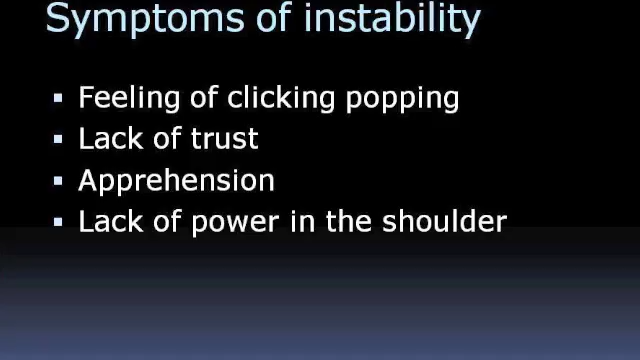 Symptoms of instability
Feeling of clicking popping
Lack of trust
Apprehension
Lack of power in the shoulder